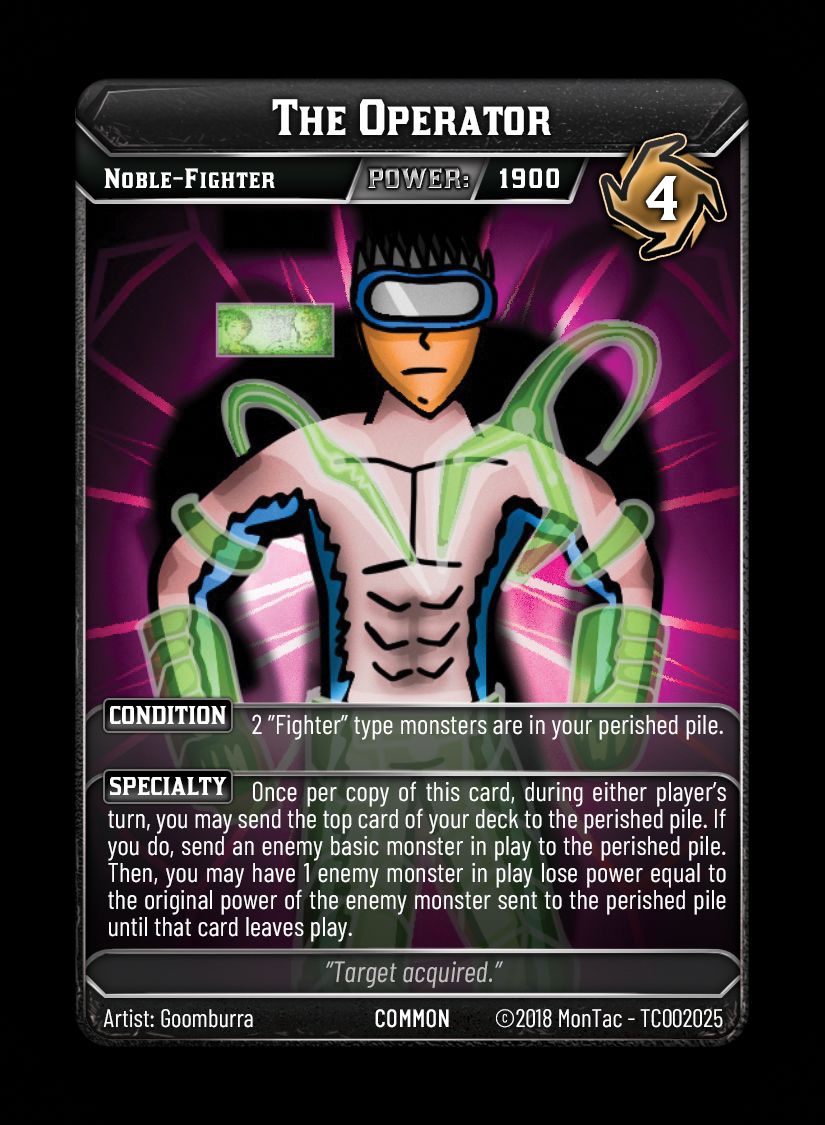 The Operator
Noble-Fighter POWER: 1900 4
CONDITION 2 "Fighter" type monsters are in your perished pile.
SPECIALTY Once per copy of this card, during either player's
turn, you may send the top card of your deck to the perished pile. If
you do, send an enemy basic monster in play to the perished pile.
Then, you may have 1 enemy monster in play lose power equal to
the original power of the enemy monster sent to the perished pile
until that card leaves play.
"Target acquired."
Artist: Goomburra COMMON ©2018 MonTac - TC002025